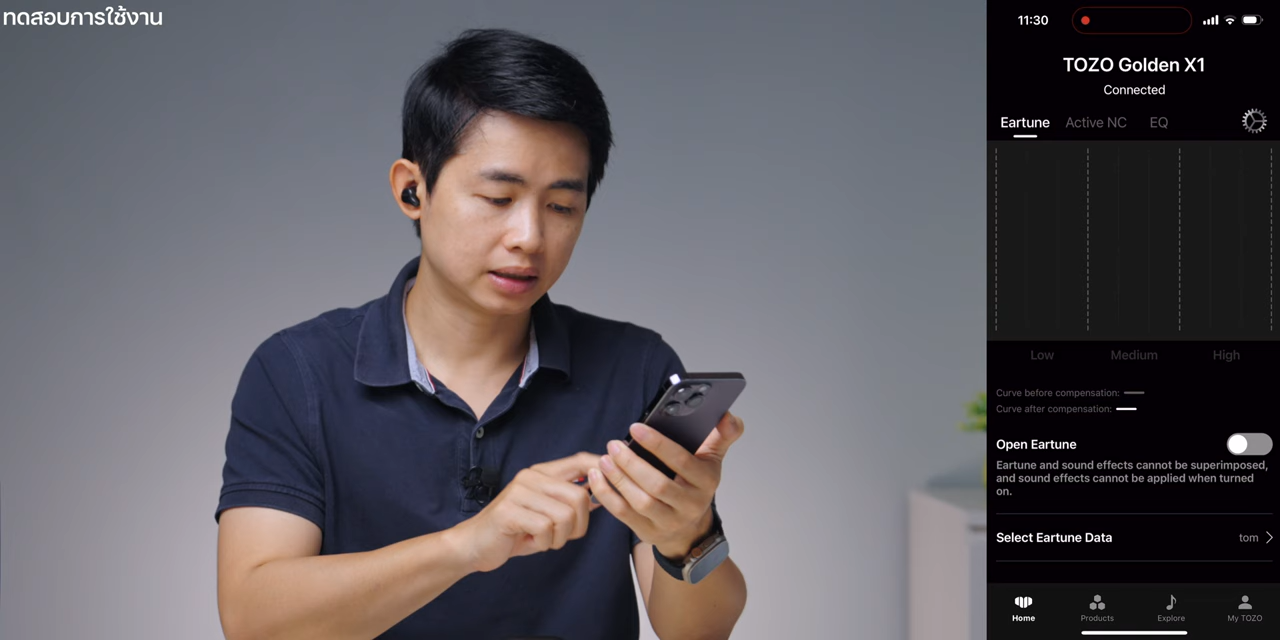 ทดสอบการใช้งาน
11:30
TOZO Golden X1
Connected
Eartune Active NC EQ
Low Medium High
Curve before compensation:
Curve after compensation:
Open Eartune
Eartune and sound effects cannot be superimposed,
and sound effects cannot be applied when turned
on.
Select Eartune Data tom
Home Products Explore My TOZO